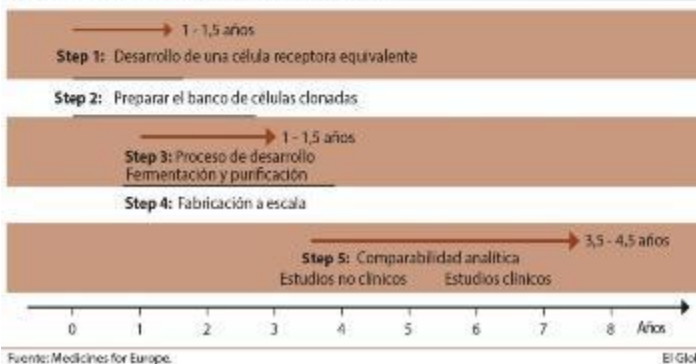 1 - 1,5 años
Step 1: Desarrollo de una célula receptora equivalente
Step 2: Preparar el banco de células clonadas
1 - 1,5 años
Step 3: Proceso de desarrollo
Fermentación y purificación
Step 4: Fabricación a escala
3,5 - 4,5 años
Step 5: Comparabilidad analítica
Estudios no clínicos Estudios clínicos
0 1 2 3 4 5 6 7 8 Años
Fuente: Medicines for Europe. El Glo